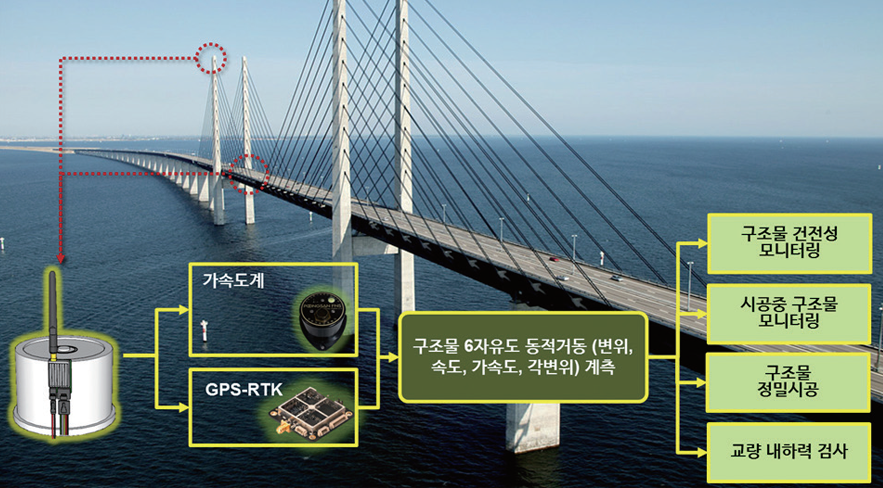 가속도계
GPS-RTK
구조물 6자유도 동적거동 (변위,
속도, 가속도, 각변위) 계측
구조물 건전성
모니터링
시공중 구조물
모니터링
구조물
정밀시공
교량 내하력 검사